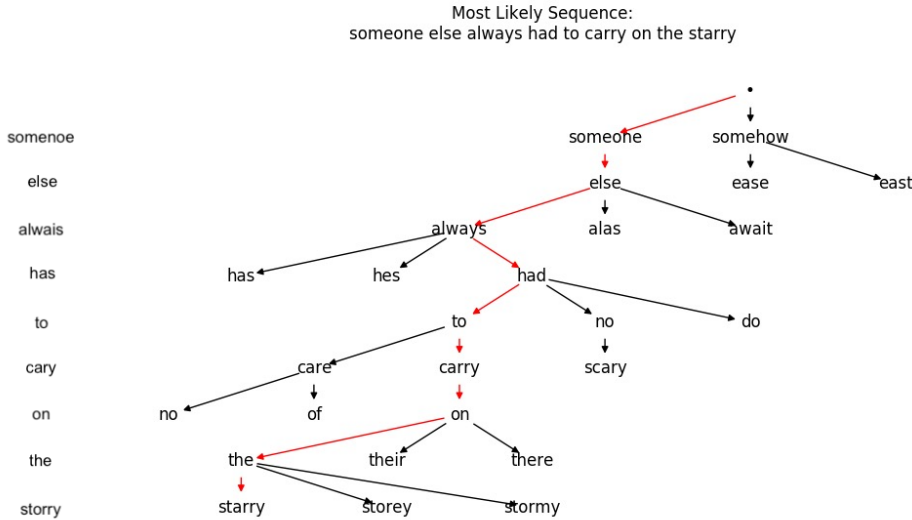 Most Likely Sequence:
someone else always had to carry on the starry
•
somenoe someone somehow
else else ease east
alwais always alas await
has has hes had
to to no do
cary care carry scary
on no of on
the the their there
storry starry storey stormy